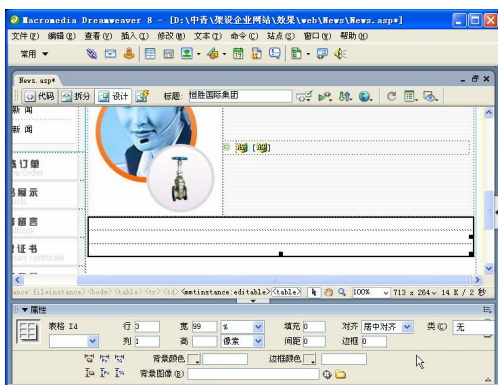 Macromedia Dreamweaver 8 - [D:\中青\架设企业网站\效果\web\News\News.asp*]
文件(F) 编辑(E) 查看(V) 插入(I) 修改(M) 文本(T) 命令(C) 站点(S) 窗口(W) 帮助(H)
常用
News.asp*
代码 拆分 设计 标题: 恒胜国际集团
新 闻
新 闻
订单
展示
留言
证书
<body> <table> <tr> <td> <mmtinstance:editable> <table> 100% 713 x 264 14 K / 2 秒
属性
表格 Id 行 3 宽 99 % 填充 0 对齐 居中对齐 类(C) 无
列 1 高 像素 间距 0 边框 0
背景颜色 边框颜色
背景图像(B)